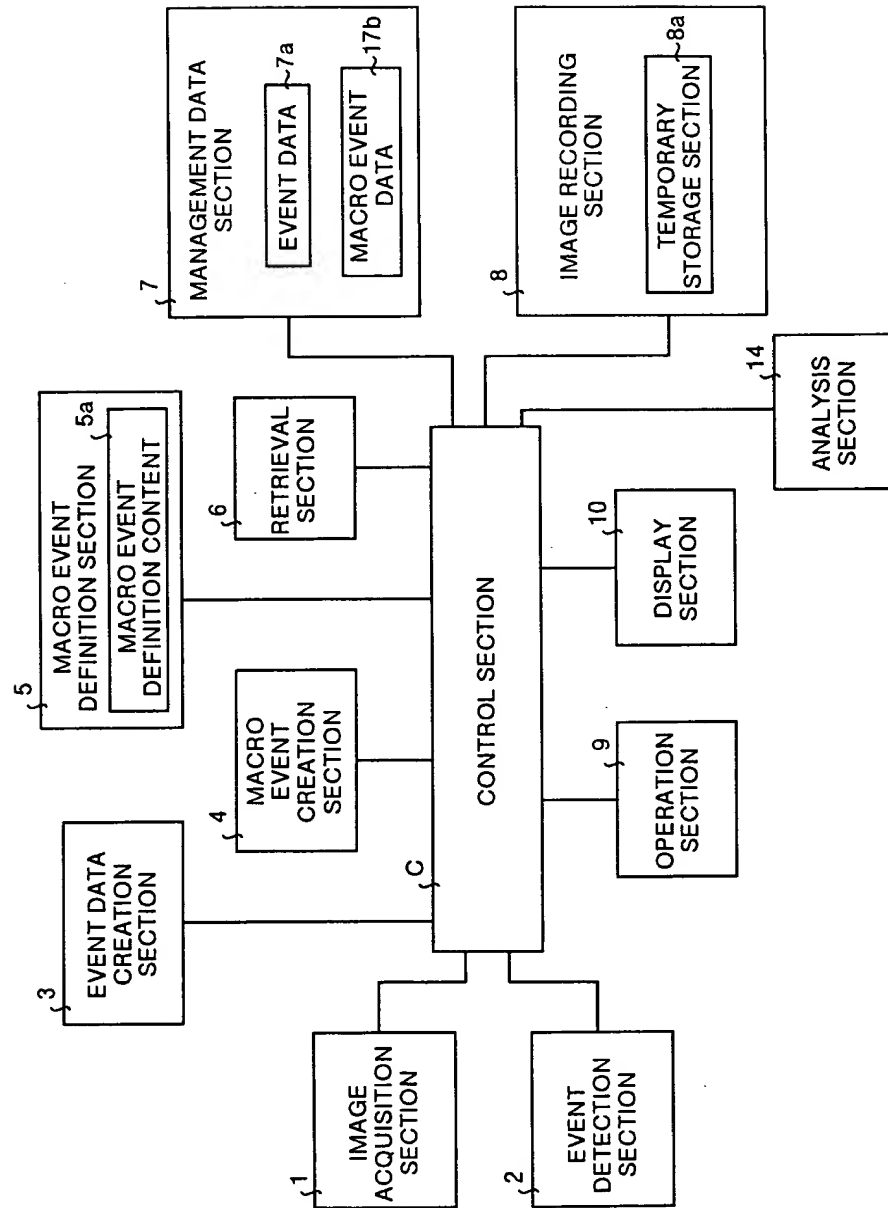 1
IMAGE
ACQUISITION
SECTION
2
EVENT
DETECTION
SECTION
3
EVENT DATA
CREATION
SECTION
4
MACRO
EVENT
CREATION
SECTION
5
MACRO EVENT
DEFINITION SECTION
5a
MACRO EVENT
DEFINITION CONTENT
6
RETRIEVAL
SECTION
7
MANAGEMENT DATA
SECTION
7a
EVENT DATA
17b
MACRO EVENT
DATA
8
IMAGE RECORDING
SECTION
8a
TEMPORARY
STORAGE SECTION
C
CONTROL SECTION
9
OPERATION
SECTION
10
DISPLAY
SECTION
14
ANALYSIS
SECTION